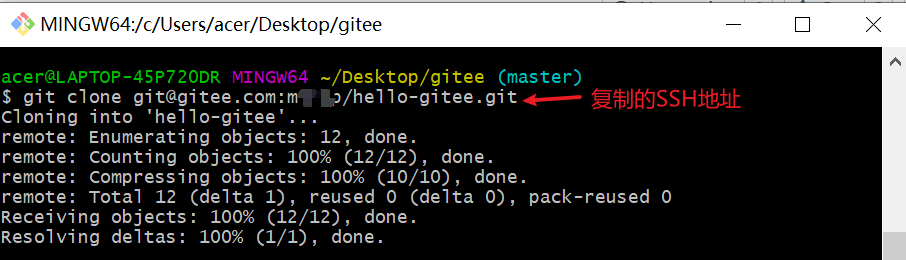 MINGW64:/c/Users/acer/Desktop/gitee
acer@LAPTOP-45P72ODR MINGW64 ~/Desktop/gitee (master)
$ git clone git@gitee.com: /hello-gitee.git 复制的SSH地址
Cloning into 'hello-gitee'...
remote: Enumerating objects: 12, done.
remote: Counting objects: 100% (12/12), done.
remote: Compressing objects: 100% (10/10), done.
remote: Total 12 (delta 1), reused 0 (delta 0), pack-reused 0
Receiving objects: 100% (12/12), done.
Resolving deltas: 100% (1/1), done.